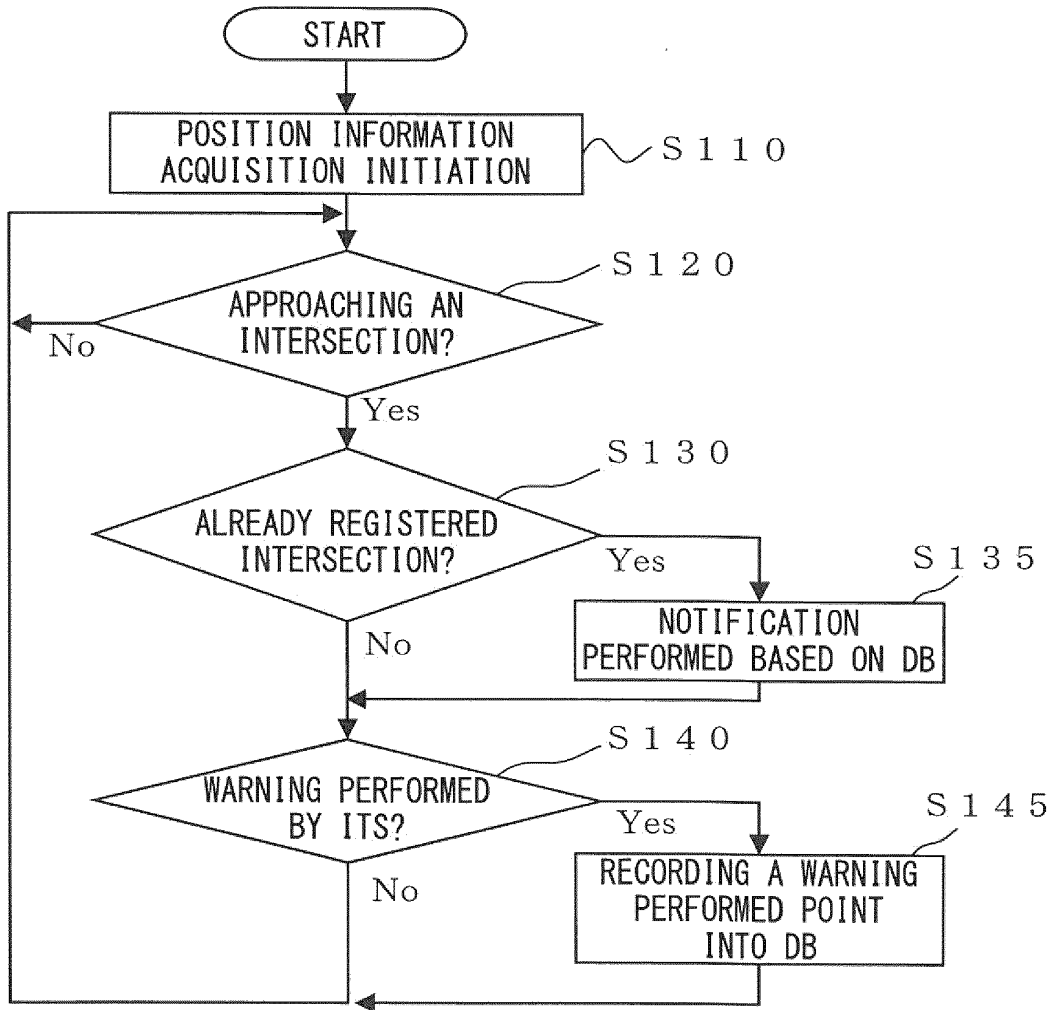 START
POSITION INFORMATION
ACQUISITION INITIATION
S110
S120
APPROACHING AN
INTERSECTION?
No
Yes
S130
ALREADY REGISTERED
INTERSECTION?
Yes
S135
NOTIFICATION
PERFORMED BASED ON DB
No
S140
WARNING PERFORMED
BY ITS?
Yes
S145
RECORDING A WARNING
PERFORMED POINT
INTO DB
No